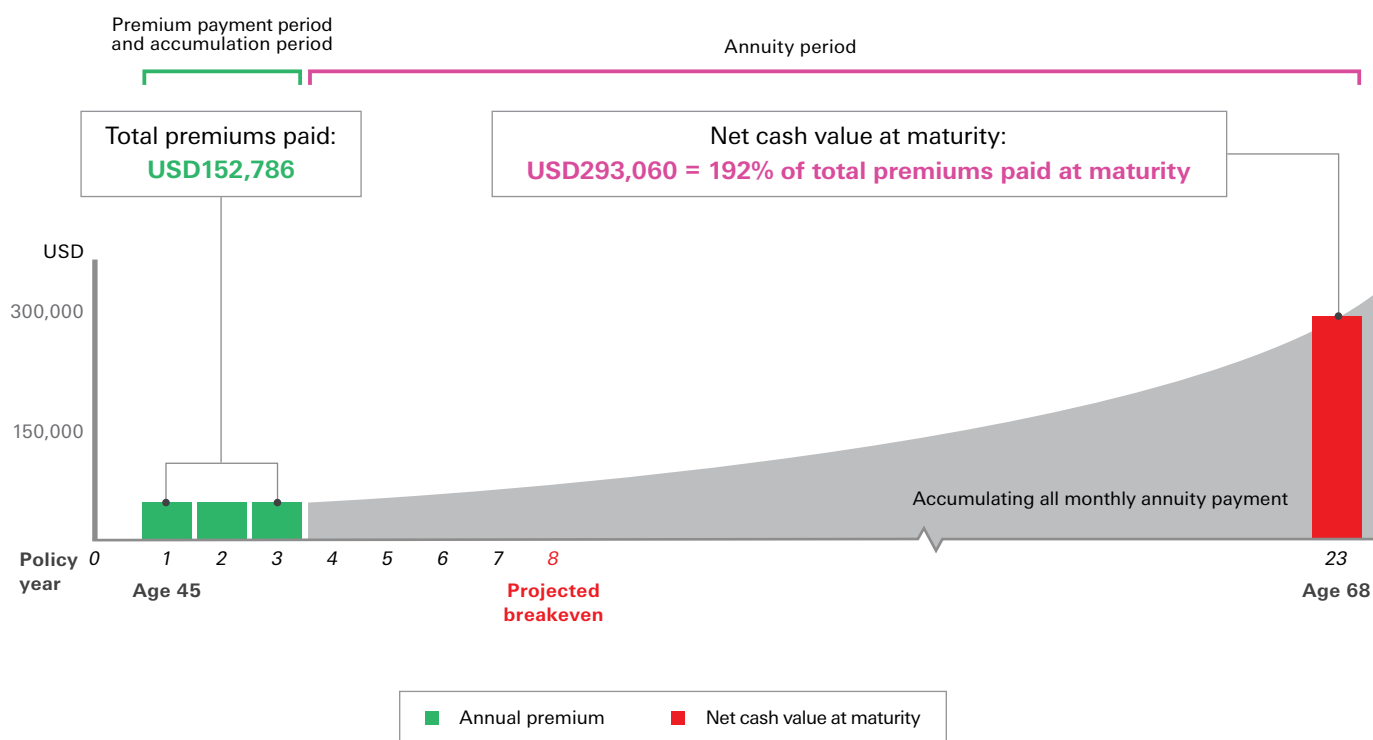 Premium payment period
and accumulation period
Annuity period
Total premiums paid:
USD152,786
Net cash value at maturity:
USD293,060 = 192% of total premiums paid at maturity
USD
300,000
150,000
Accumulating all monthly annuity payment
Policy year
0 1 2 3 4 5 6 7 8 23
Age 45
Projected
breakeven
Age 68
Annual premium
Net cash value at maturity